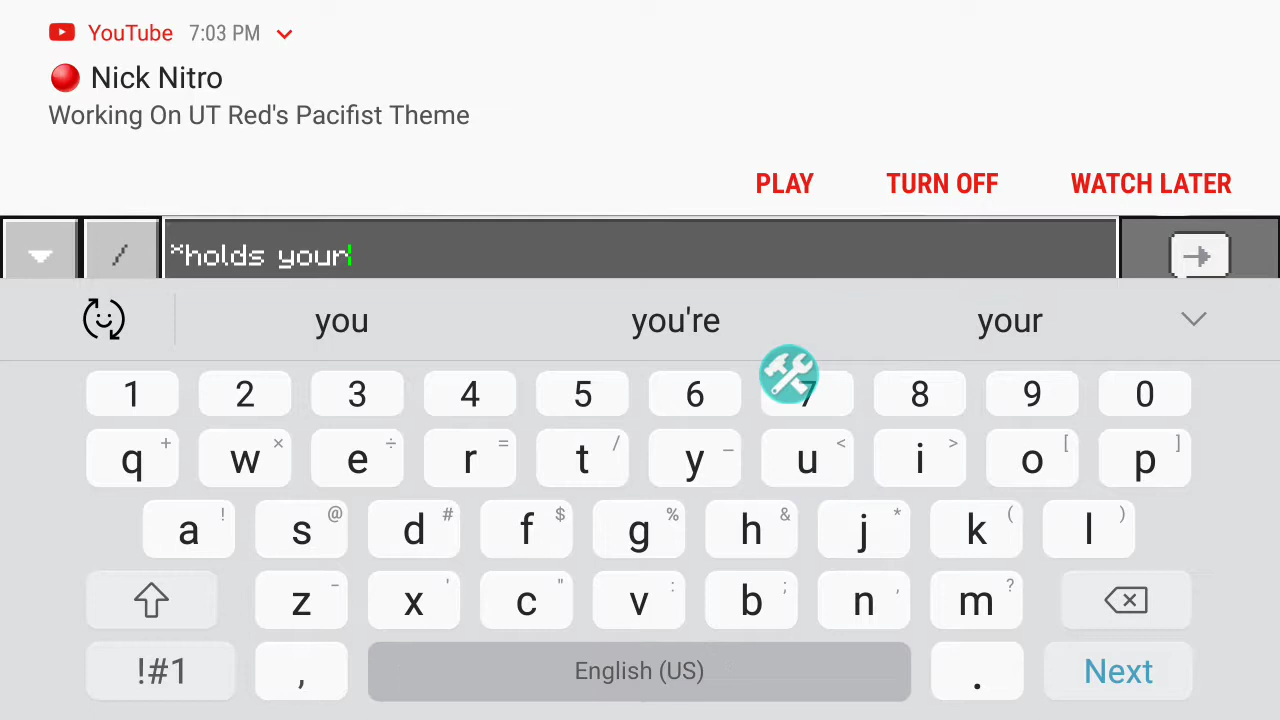 YouTube 7:03 PM
Nick Nitro
Working On UT Red's Pacifist Theme
PLAY TURN OFF WATCH LATER
/ *holds your
you you're your
1 2 3 4 5 6 7 8 9 0
q + w × e ÷ r = t / y _ u < i > o [ p ]
a ! s @ d # f $ g % h & j * k ( l )
z - x ' c " v : b ; n , m ?
!#1 , English (US) . Next